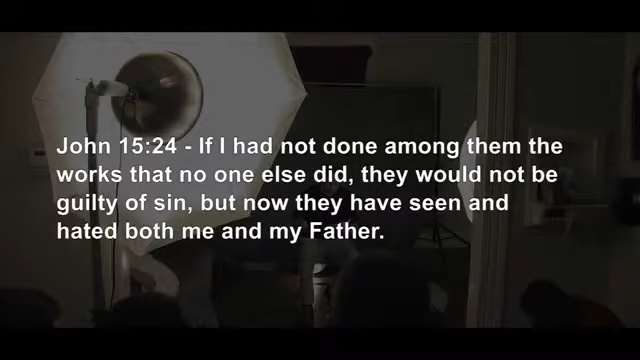 John 15:24 - If I had not done among them the
works that no one else did, they would not be
guilty of sin, but now they have seen and
hated both me and my Father.